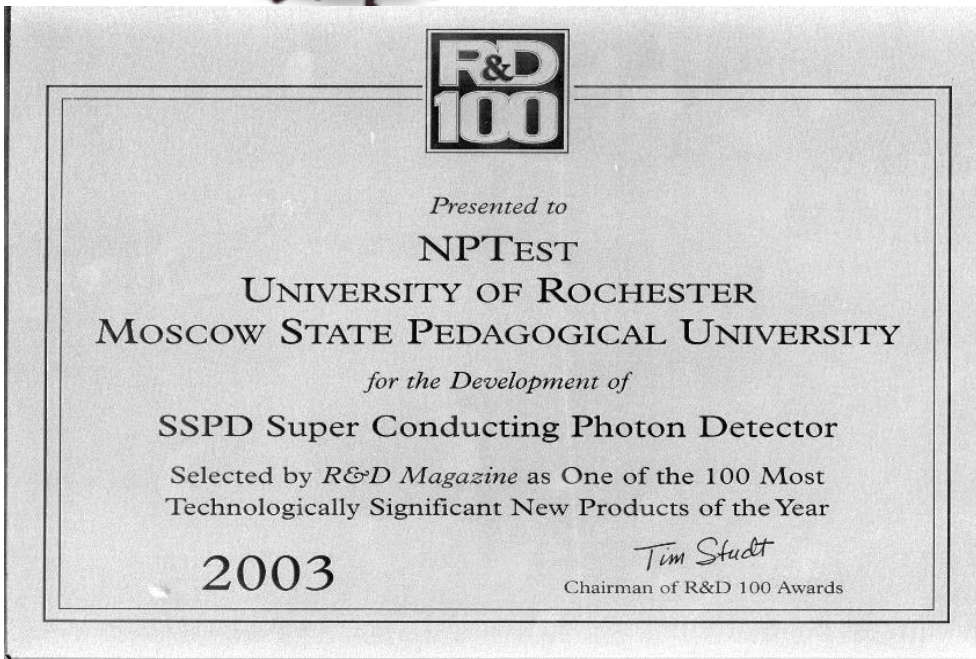 R&D
100
Presented to
NPTEST
UNIVERSITY OF ROCHESTER
MOSCOW STATE PEDAGOGICAL UNIVERSITY
for the Development of
SSPD Super Conducting Photon Detector
Selected by R&D Magazine as One of the 100 Most
Technologically Significant New Products of the Year
2003
Tim Studt
Chairman of R&D 100 Awards